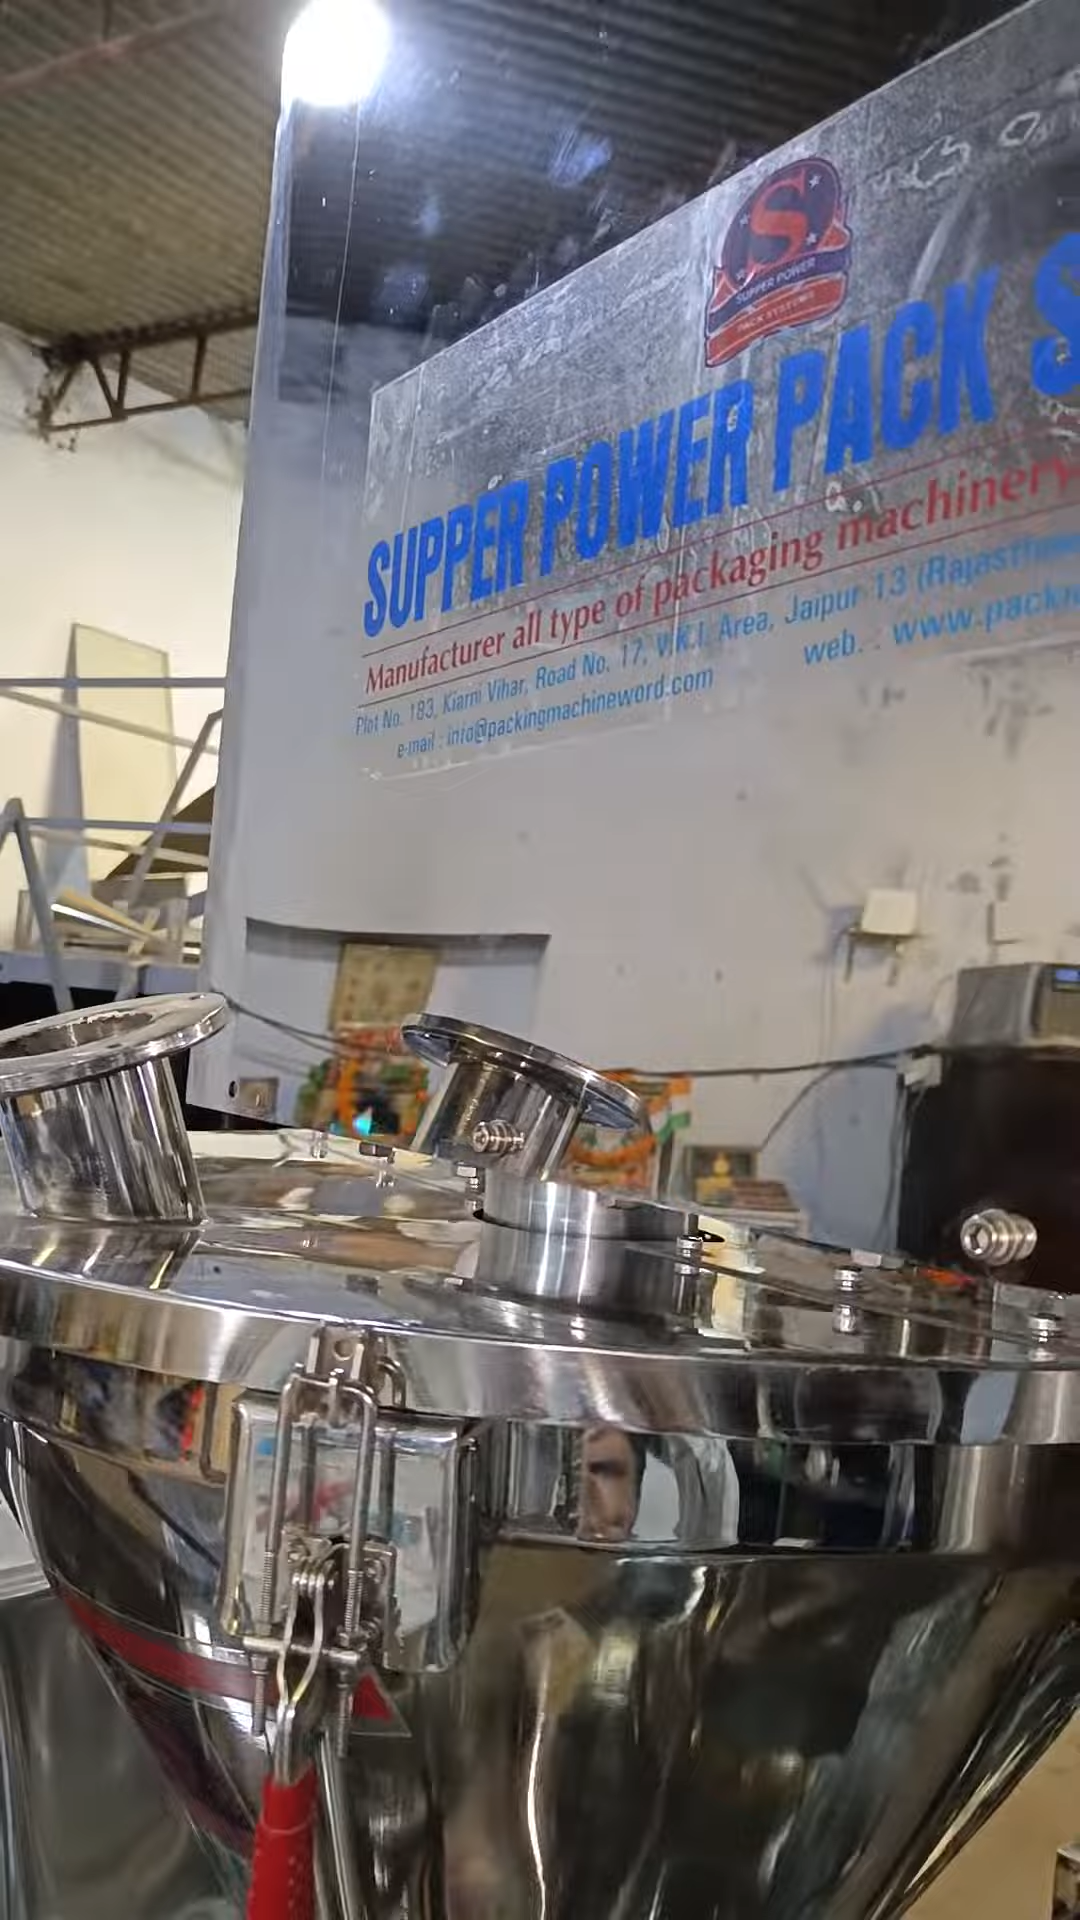 S
SUPPER POWER
PACK SYSTEMS
SUPPER POWER PACK S
Manufacturer all type of packaging machinery
Plot No. 183, Kiarni Vihar, Road No. 17, V.K.I. Area, Jaipur 13 (Rajasthan
e-mail : info@packingmachineword.com web. : www.packi